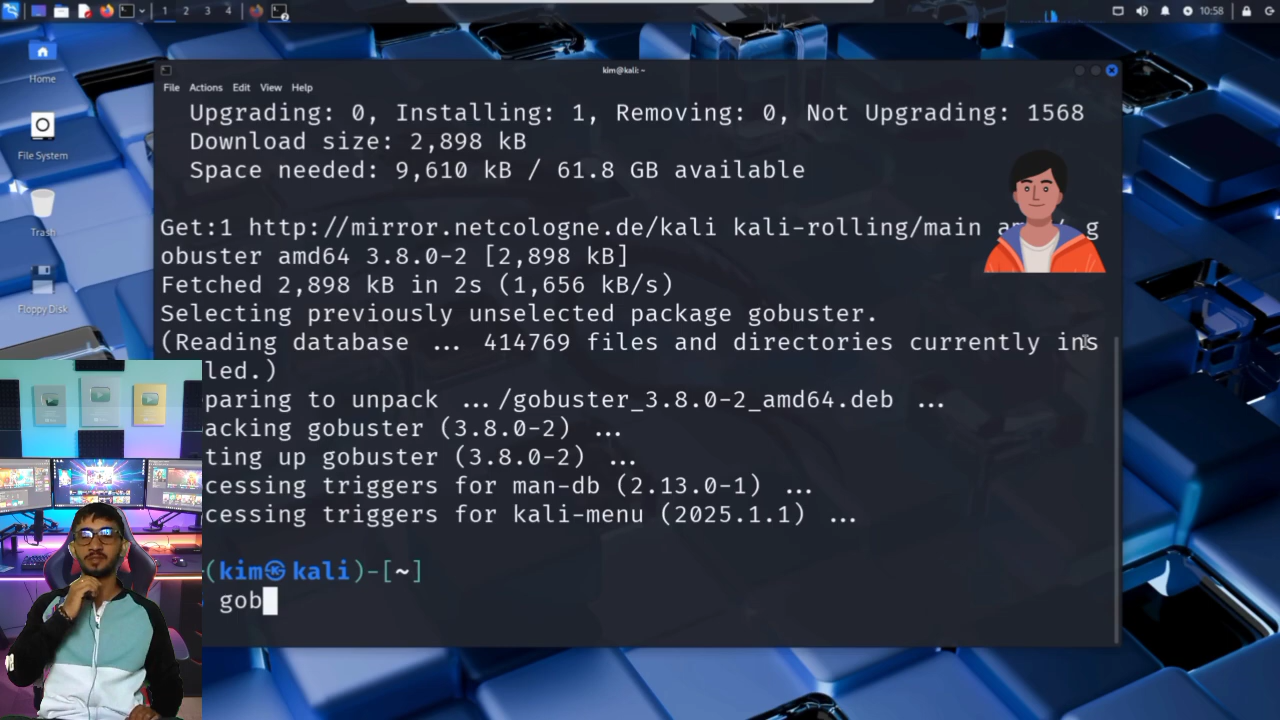 1 2 3 4
2
10:58
Home
File System
Trash
Floppy Disk
kim@kali: ~
File Actions Edit View Help
Upgrading: 0, Installing: 1, Removing: 0, Not Upgrading: 1568
Download size: 2,898 kB
Space needed: 9,610 kB / 61.8 GB available
Get:1 http://mirror.netcologne.de/kali kali-rolling/main g
obuster amd64 3.8.0-2 [2,898 kB]
Fetched 2,898 kB in 2s (1,656 kB/s)
Selecting previously unselected package gobuster.
(Reading database ... 414769 files and directories currently ins
led.)
paring to unpack .../gobuster_3.8.0-2_amd64.deb ...
acking gobuster (3.8.0-2) ...
ting up gobuster (3.8.0-2) ...
cessing triggers for man-db (2.13.0-1) ...
cessing triggers for kali-menu (2025.1.1) ...
(kim㉿kali)-[~]
gob